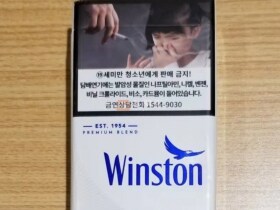 ⑲세미만 청소년에게 판매 금지!
담배연기에는 발암성 물질인 나프틸아민, 니켈, 벤젠,
비닐 크롤라이드, 비소, 카드뮴이 들어있습니다.
금연상담전화 1544-9030
EST. 1954
PREMIUM BLEND
Winston